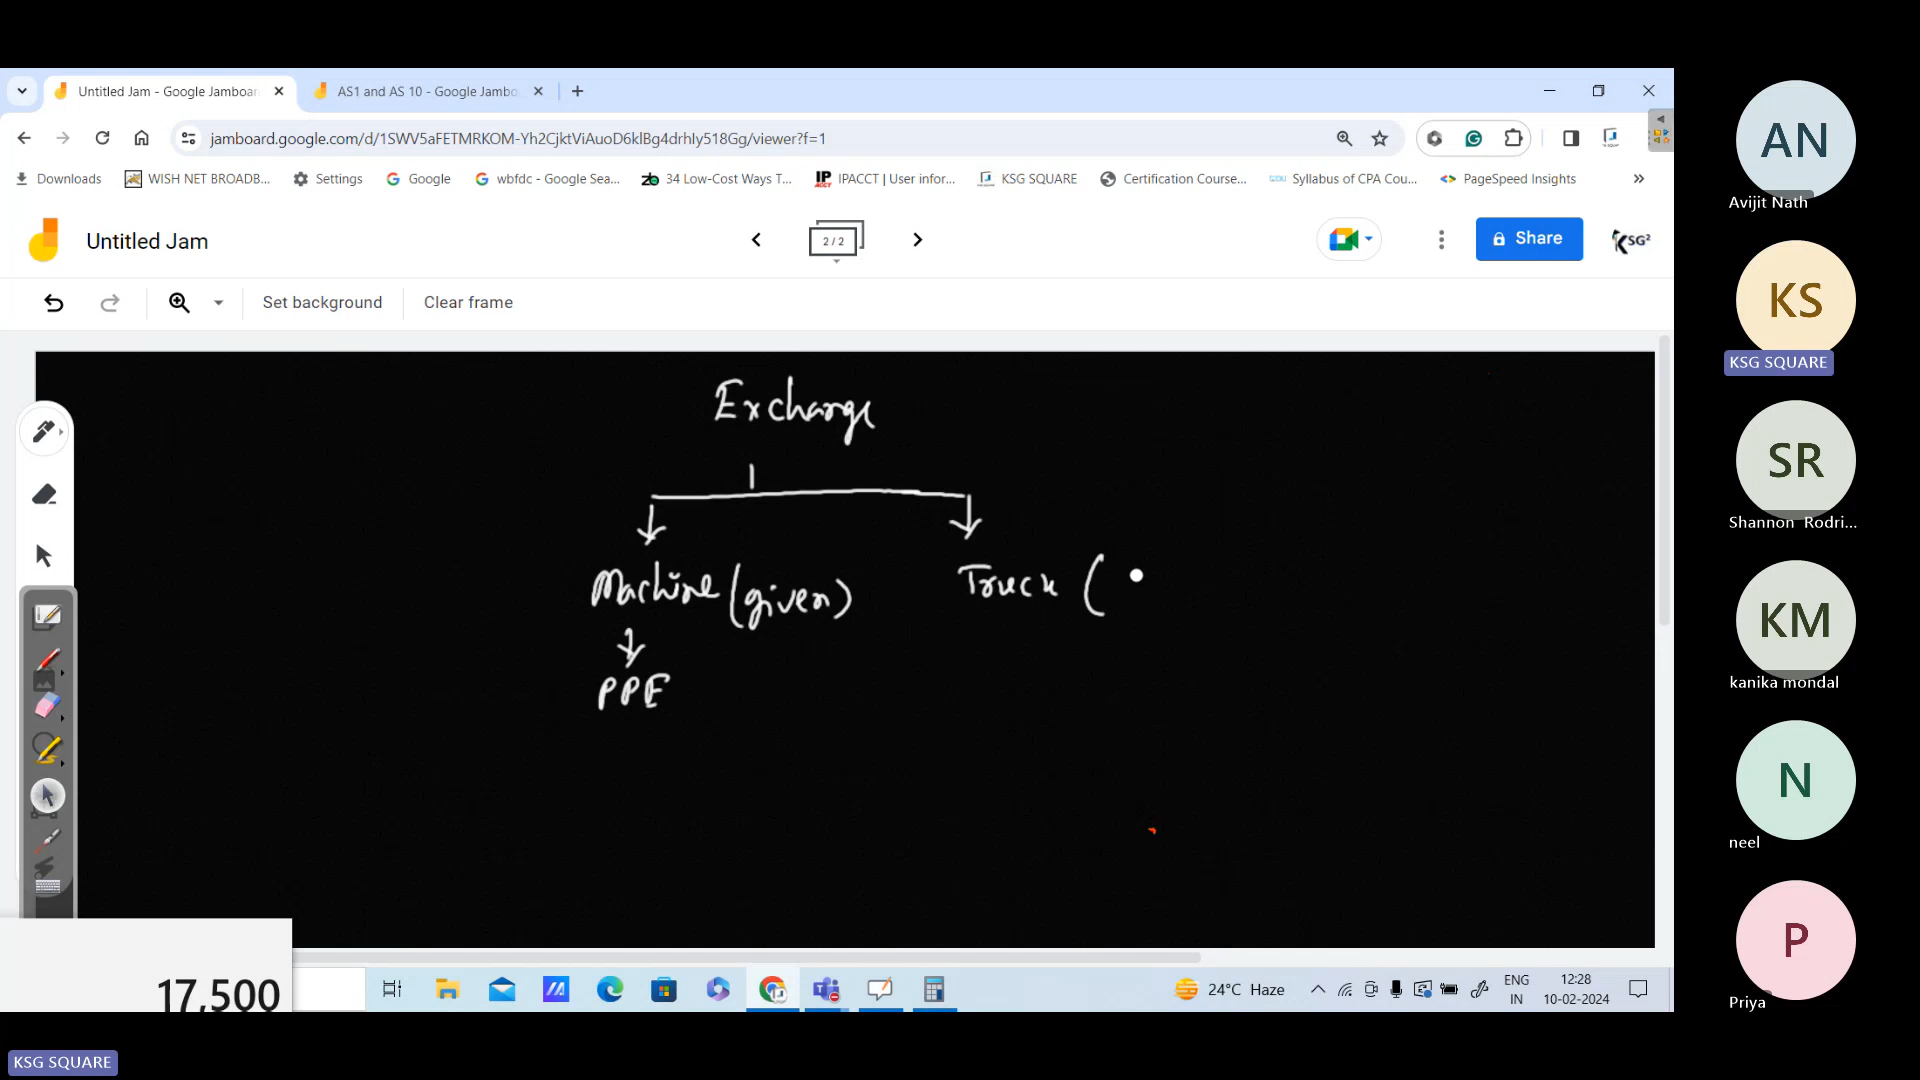 Untitled Jam - Google Jamboar
AS1 and AS 10 - Google Jambo
jamboard.google.com/d/1SWV5aFETMRKOM-Yh2CjktViAuoD6klBg4drhIy518Gg/viewer?f=1
Downloads
WISH NET BROADB...
Settings
Google
wbfdc - Google Sea...
34 Low-Cost Ways T...
IPACCT | User infor...
KSG SQUARE
Certification Course...
Syllabus of CPA Cou...
PageSpeed Insights
Untitled Jam
2 / 2
Share
KSG²
Set background
Clear frame
Exchange
Machine (given)
Truck (
PPE
17,500
24°C Haze
ENG
IN
12:28
10-02-2024
AN
Avijit Nath
KS
KSG SQUARE
SR
Shannon Rodri...
KM
kanika mondal
N
neel
P
Priya
KSG SQUARE